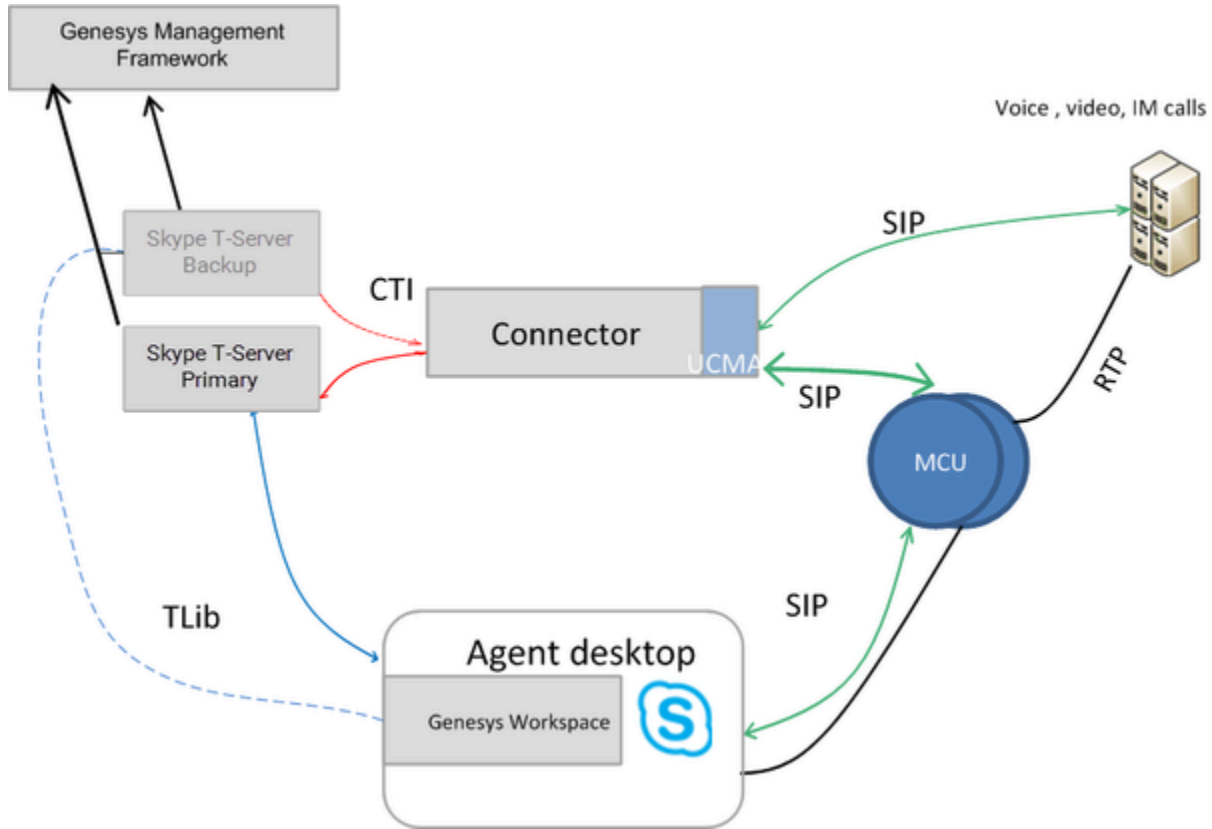 Genesys Management
Framework
Voice , video, IM calls
Skype T-Server
Backup
SIP
CTI
Connector
UCMA
Skype T-Server
Primary
SIP
RTP
MCU
TLib
SIP
Agent desktop
Genesys Workspace
S